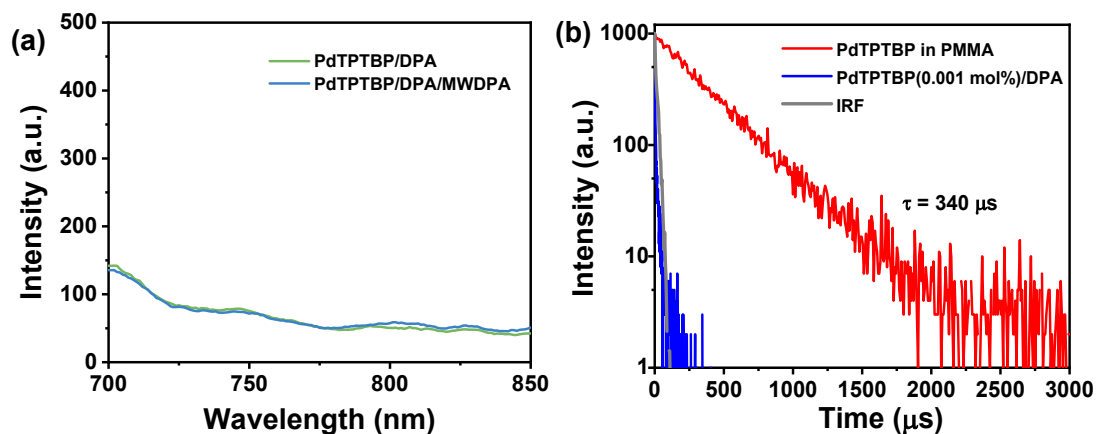 (a)
500
400
300
200
100
0
Intensity (a.u.)
PdTPTBP/DPA
PdTPTBP/DPA/MWDPA
700
750
800
850
Wavelength (nm)
(b)
1000
100
10
1
Intensity (a.u.)
PdTPTBP in PMMA
PdTPTBP(0.001 mol%)/DPA
IRF
τ = 340 μs
0
500
1000
1500
2000
2500
3000
Time (μs)